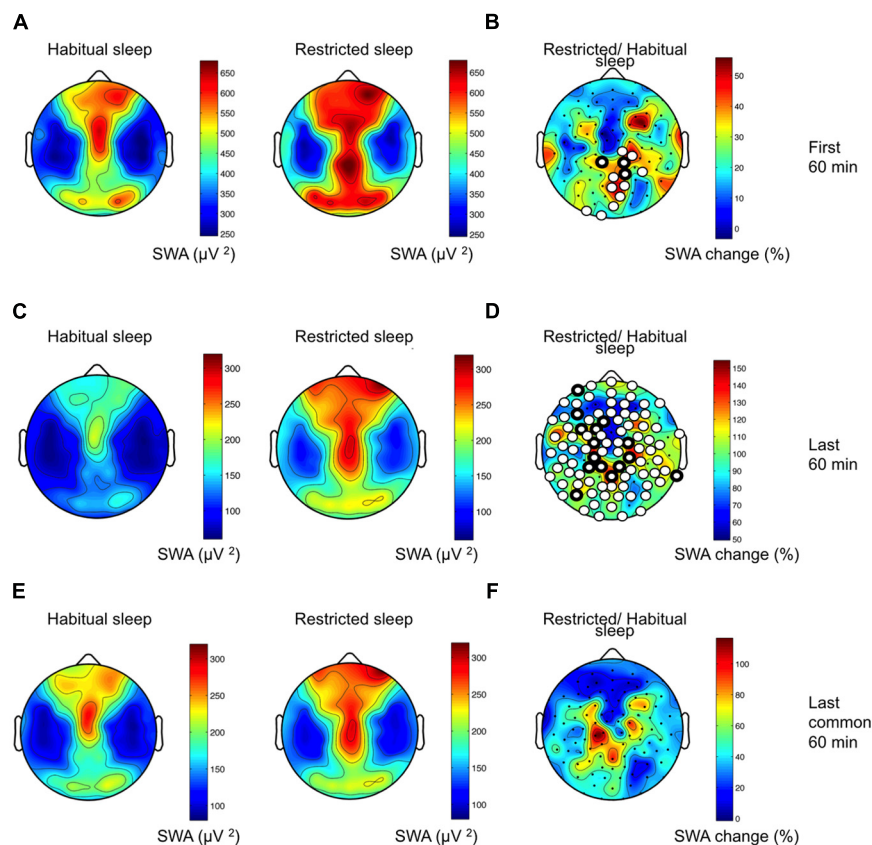 A
B
Habitual sleep
Restricted sleep
Restricted/ Habitual
sleep
650
600
550
500
450
400
350
300
250
650
600
550
500
450
400
350
300
250
50
40
30
20
10
0
First
60 min
SWA (µV ²)
SWA (µV ²)
SWA change (%)
C
D
Habitual sleep
Restricted sleep
Restricted/ Habitual
sleep
300
250
200
150
100
300
250
200
150
100
150
140
130
120
110
100
90
80
70
60
50
Last
60 min
SWA (µV ²)
SWA (µV ²)
SWA change (%)
E
F
Habitual sleep
Restricted sleep
Restricted/ Habitual
sleep
300
250
200
150
100
300
250
200
150
100
100
80
60
40
20
0
Last
common
60 min
SWA (µV ²)
SWA (µV ²)
SWA change (%)